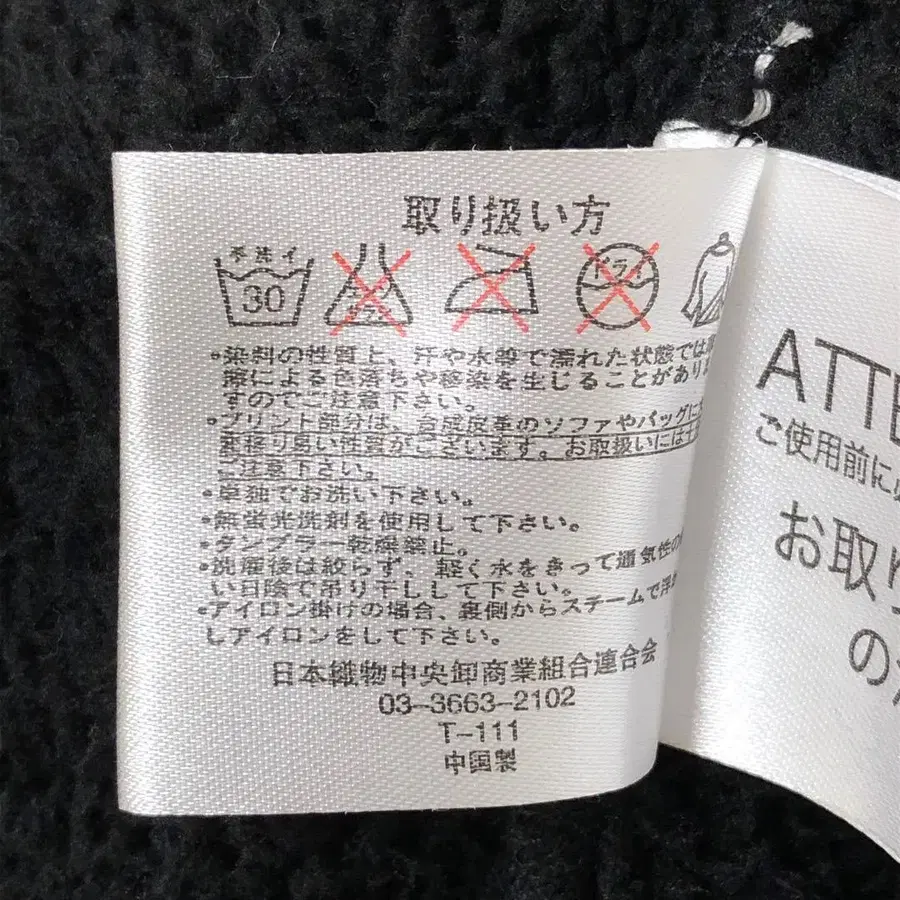 取り扱い方
手洗イ
30
ドライ
・染料の性質上、汗や水等で濡れた状態では
擦による色落ちや移染を生じることがあり
すのでご注意下さい。
・プリント部分は、合成皮革のソファやバッグに
色移り易い性質がございます。お取扱いには
ご注意下さい。
・単独でお洗い下さい。
・無蛍光洗剤を使用して下さい。
・タンブラー乾燥禁止。
・洗濯後は絞らず、軽く水をきって通気性の
い日陰で吊り干しして下さい。
・アイロン掛けの場合、裏側からスチームで浮
しアイロンをして下さい。
日本織物中央卸商業組合連合会
03-3663-2102
T-111
中国製
ATTE
ご使用前に
お取り
の